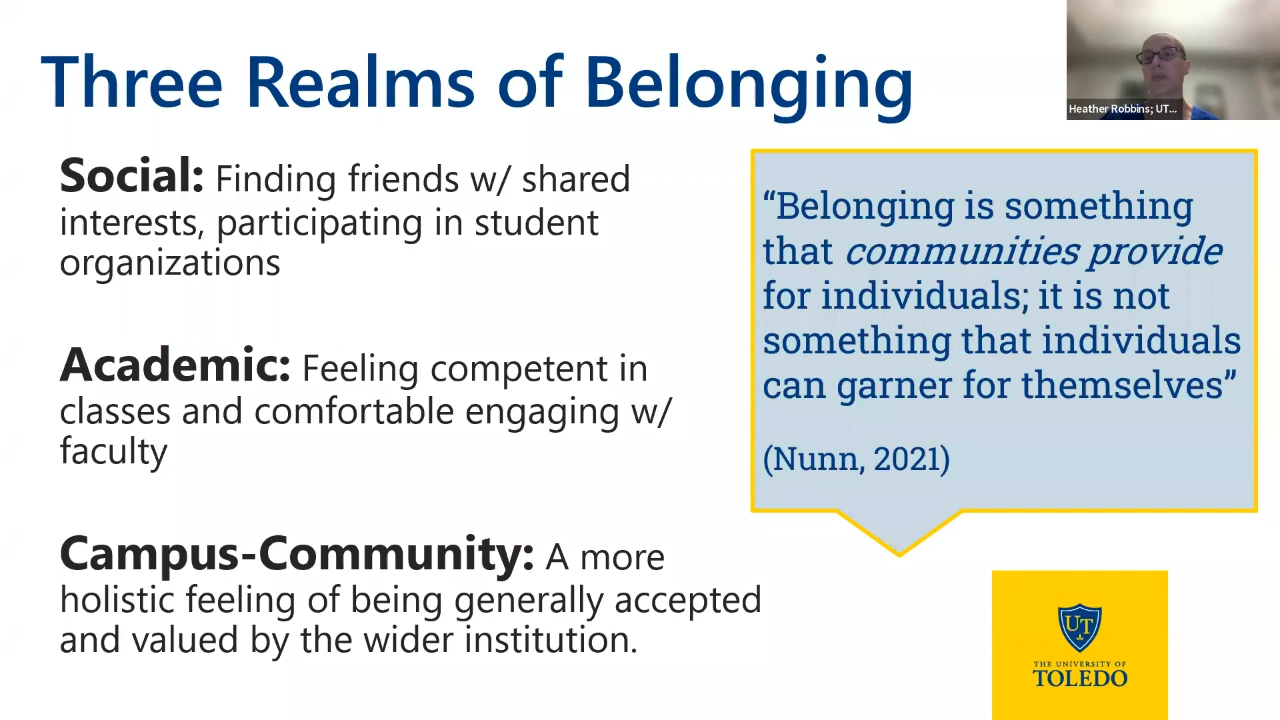 Three Realms of Belonging
Heather Robbins; UT...
Social: Finding friends w/ shared
interests, participating in student
organizations
Academic: Feeling competent in
classes and comfortable engaging w/
faculty
Campus-Community: A more
holistic feeling of being generally accepted
and valued by the wider institution.
“Belonging is something
that communities provide
for individuals; it is not
something that individuals
can garner for themselves”
(Nunn, 2021)
UT
THE UNIVERSITY OF
TOLEDO